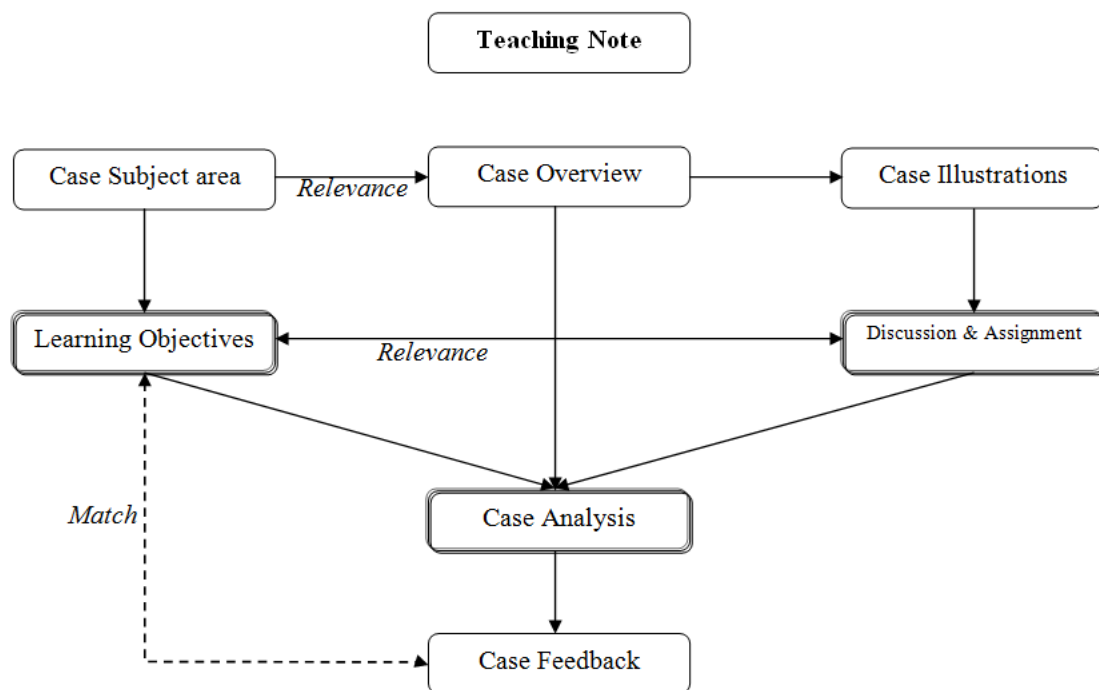 Teaching Note
Case Subject area
Relevance
Case Overview
Case Illustrations
Learning Objectives
Relevance
Discussion & Assignment
Match
Case Analysis
Case Feedback